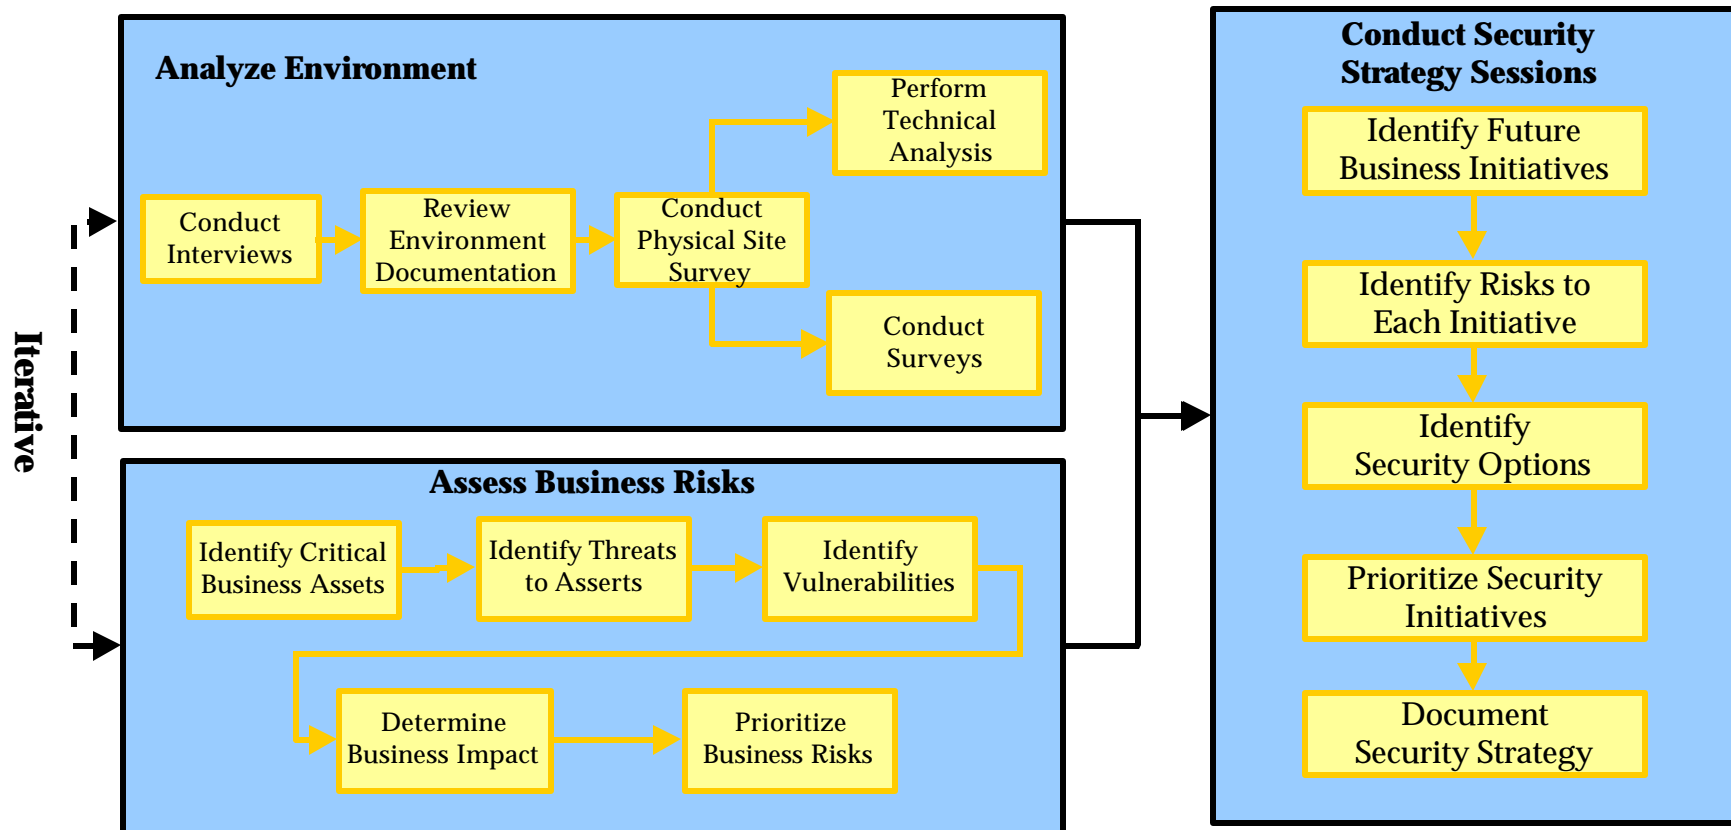 Analyze Environment
Conduct
Interviews
Review
Environment
Documentation
Conduct
Physical Site
Survey
Perform
Technical
Analysis
Conduct
Surveys
Iterative
Assess Business Risks
Identify Critical
Business Assets
Identify Threats
to Asserts
Identify
Vulnerabilities
Determine
Business Impact
Prioritize
Business Risks
Conduct Security
Strategy Sessions
Identify Future
Business Initiatives
Identify Risks to
Each Initiative
Identify
Security Options
Prioritize Security
Initiatives
Document
Security Strategy